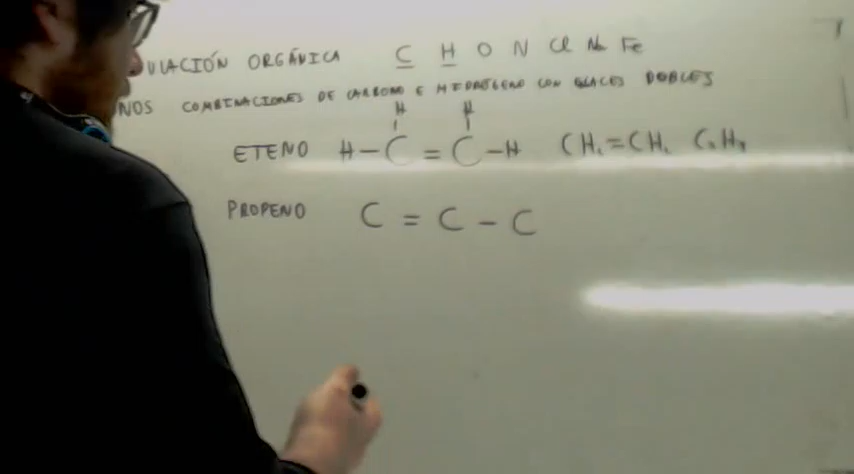 ULACIÓN ORGÁNICA C H O N Cl Na Fe
NOS COMBINACIONES DE CARBONO E HIDRÓGENO CON ENLACES DOBLES
H H
ETENO H-C=C-H CH₂=CH₂ C₂H₄
PROPENO C = C - C